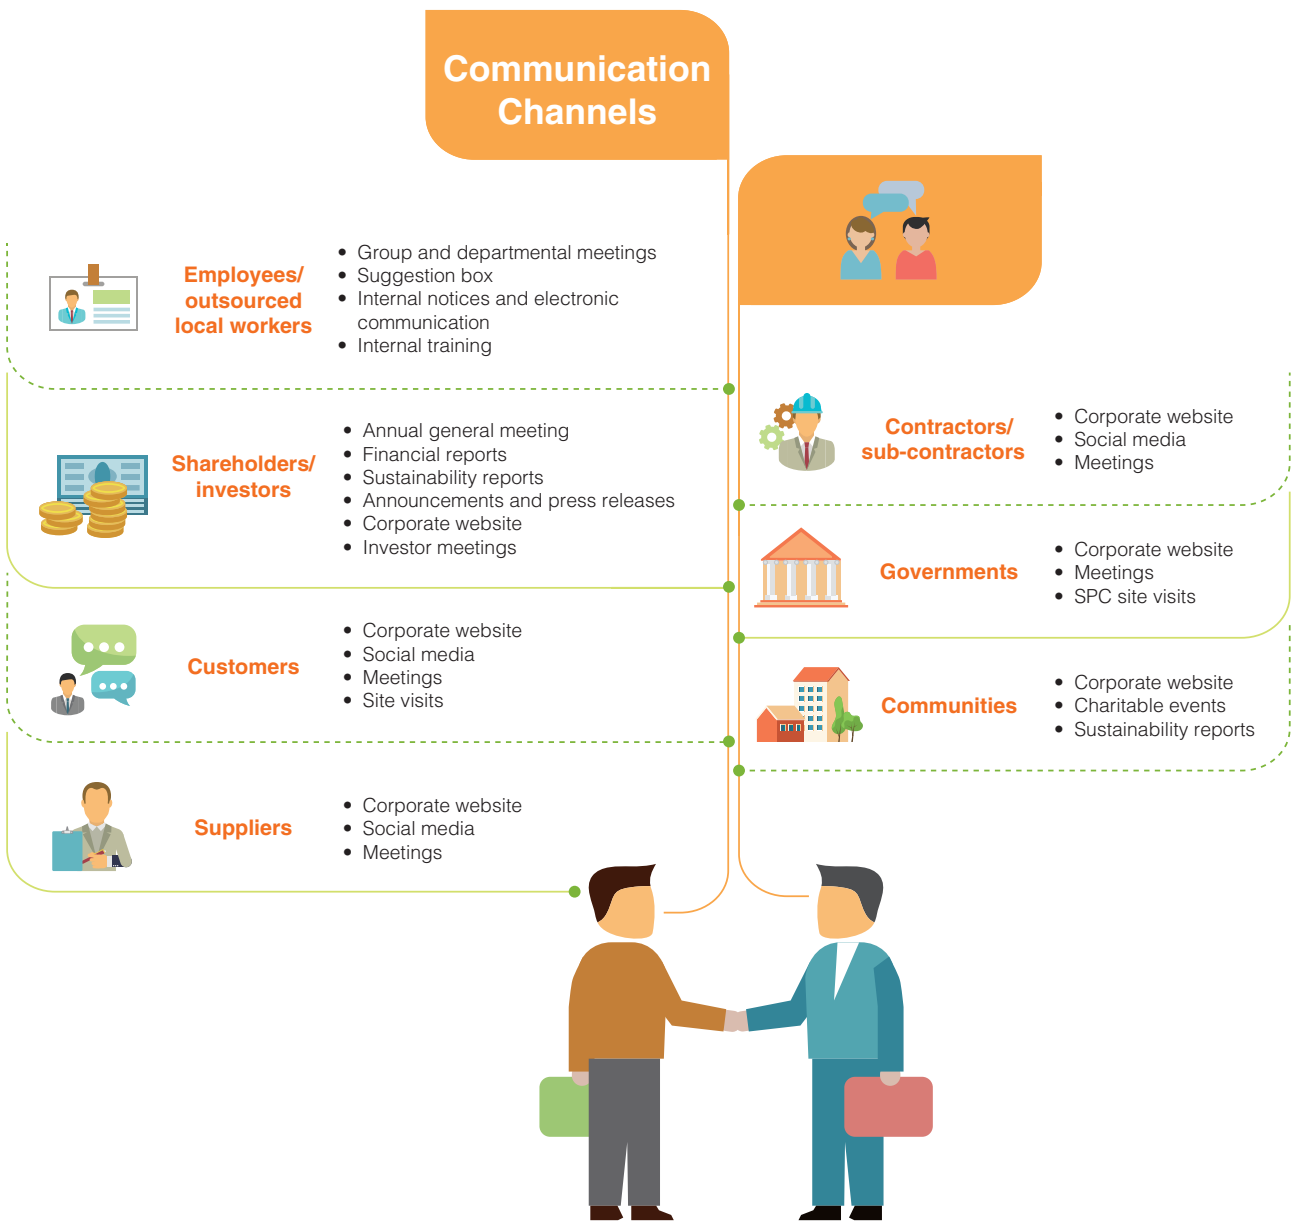 Communication
Channels
Employees/
outsourced
local workers
• Group and departmental meetings
• Suggestion box
• Internal notices and electronic
communication
• Internal training
Shareholders/
investors
• Annual general meeting
• Financial reports
• Sustainability reports
• Announcements and press releases
• Corporate website
• Investor meetings
Customers
• Corporate website
• Social media
• Meetings
• Site visits
Suppliers
• Corporate website
• Social media
• Meetings
Contractors/
sub-contractors
• Corporate website
• Social media
• Meetings
Governments
• Corporate website
• Meetings
• SPC site visits
Communities
• Corporate website
• Charitable events
• Sustainability reports